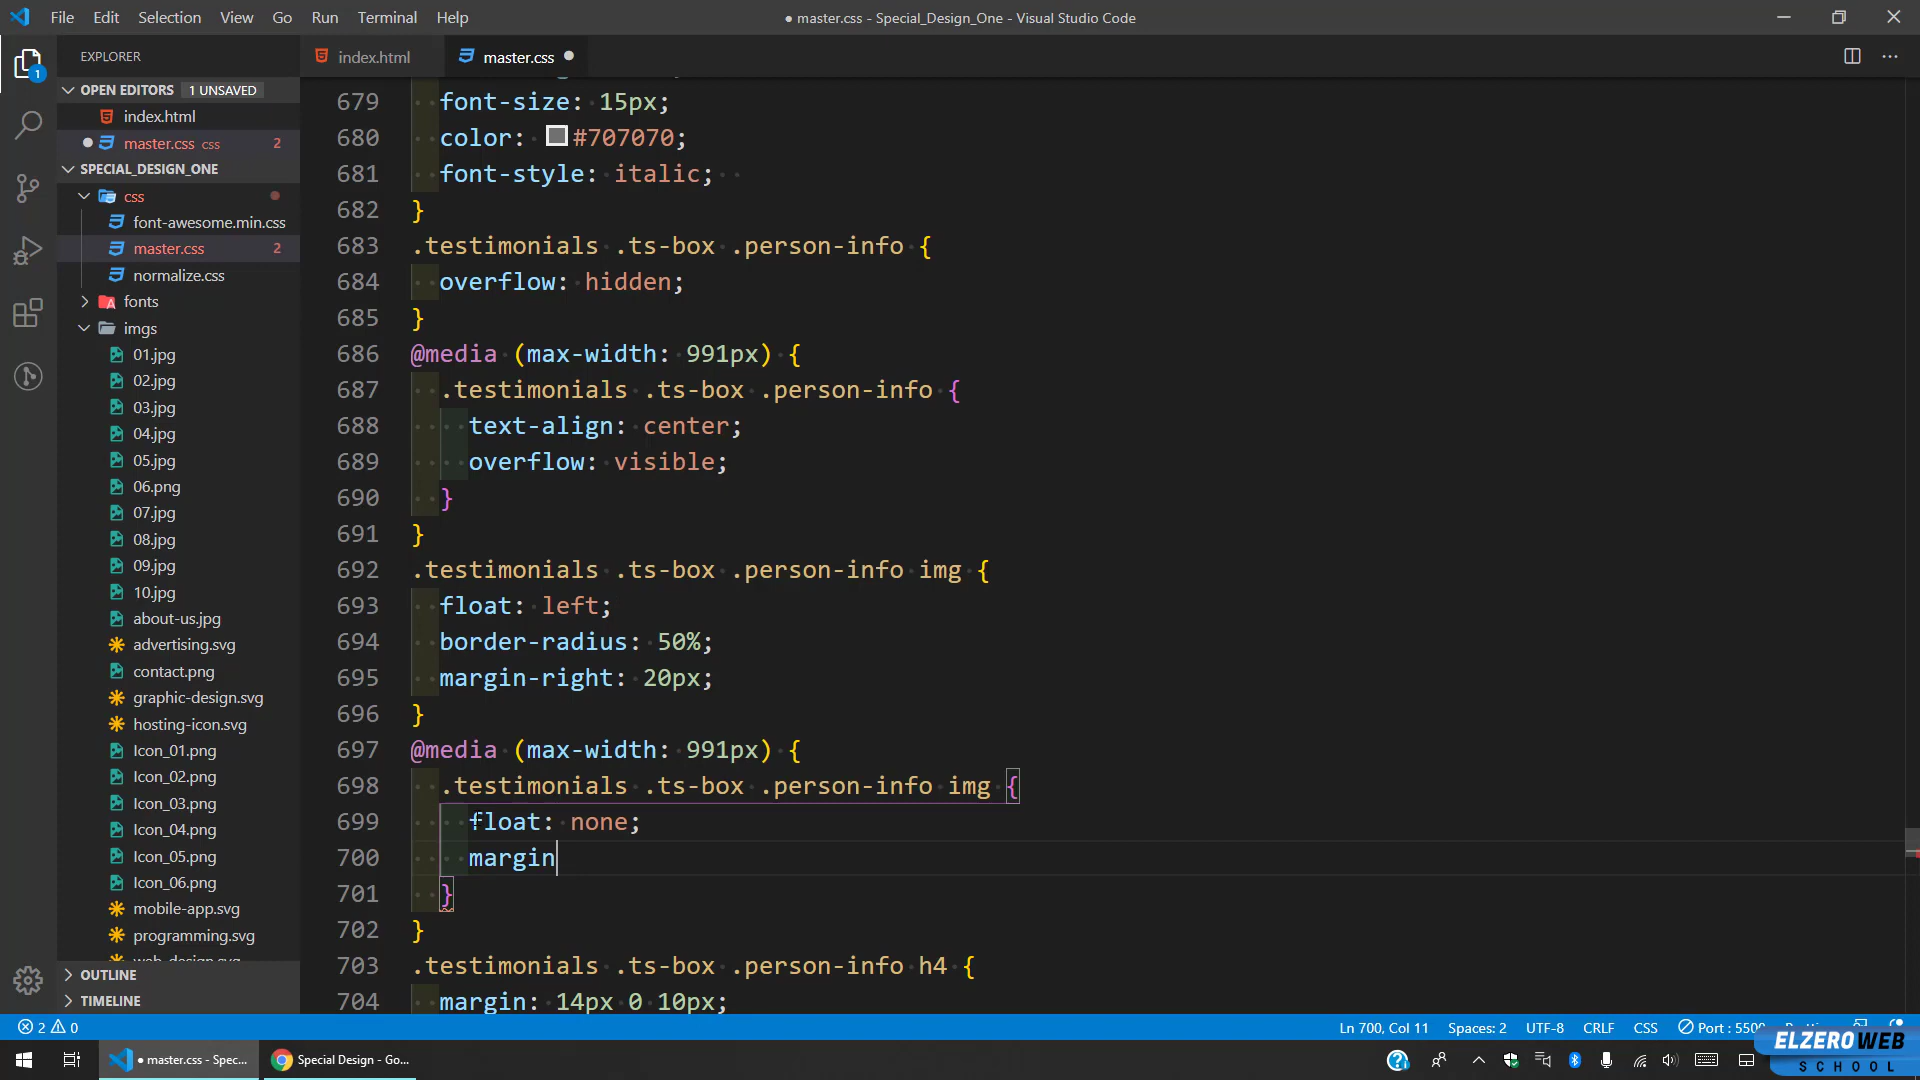 File Edit Selection View Go Run Terminal Help
● master.css - Special_Design_One - Visual Studio Code
EXPLORER
OPEN EDITORS 1 UNSAVED
index.html
master.css css 2
SPECIAL_DESIGN_ONE
css
font-awesome.min.css
master.css 2
normalize.css
fonts
imgs
01.jpg
02.jpg
03.jpg
04.jpg
05.jpg
06.png
07.jpg
08.jpg
09.jpg
10.jpg
about-us.jpg
advertising.svg
contact.png
graphic-design.svg
hosting-icon.svg
Icon_01.png
Icon_02.png
Icon_03.png
Icon_04.png
Icon_05.png
Icon_06.png
mobile-app.svg
programming.svg
web-design.svg
OUTLINE
TIMELINE
index.html master.css
679 font-size: 15px;
680 color: #707070;
681 font-style: italic;
682 }
683 .testimonials .ts-box .person-info {
684 overflow: hidden;
685 }
686 @media (max-width: 991px) {
687 .testimonials .ts-box .person-info {
688 text-align: center;
689 overflow: visible;
690 }
691 }
692 .testimonials .ts-box .person-info img {
693 float: left;
694 border-radius: 50%;
695 margin-right: 20px;
696 }
697 @media (max-width: 991px) {
698 .testimonials .ts-box .person-info img {
699 float: none;
700 margin
701 }
702 }
703 .testimonials .ts-box .person-info h4 {
704 margin: 14px 0 10px;
2 0 Ln 700, Col 11 Spaces: 2 UTF-8 CRLF CSS Port : 5500
● master.css - Spec... Special Design - Go...
ELZEROWEB
SCHOOL